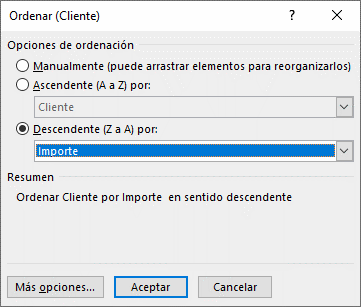 Ordenar (Cliente)
Opciones de ordenación
Manualmente (puede arrastrar elementos para reorganizarlos)
Ascendente (A a Z) por:
Cliente
Descendente (Z a A) por:
Importe
Resumen
Ordenar Cliente por Importe en sentido descendente
Más opciones...
Aceptar
Cancelar